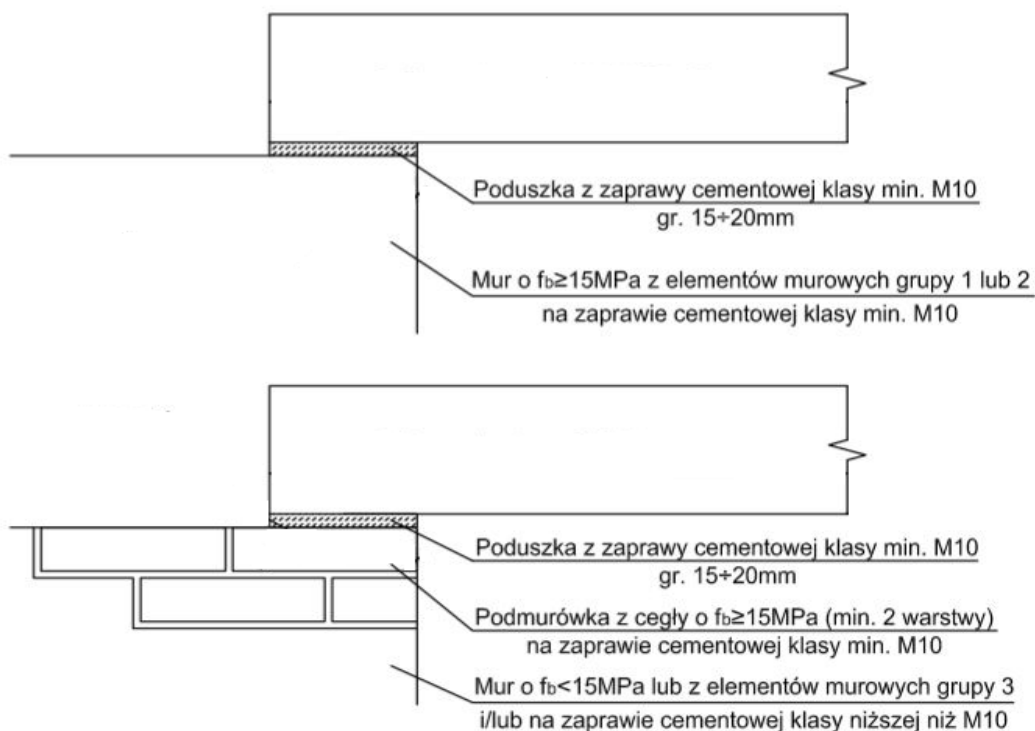 Poduszka z zaprawy cementowej klasy min. M10
gr. 15÷20mm
Mur o fb≥15MPa z elementów murowych grupy 1 lub 2
na zaprawie cementowej klasy min. M10
Poduszka z zaprawy cementowej klasy min. M10
gr. 15÷20mm
Podmurówka z cegły o fb≥15MPa (min. 2 warstwy)
na zaprawie cementowej klasy min. M10
Mur o fb<15MPa lub z elementów murowych grupy 3
i/lub na zaprawie cementowej klasy niższej niż M10